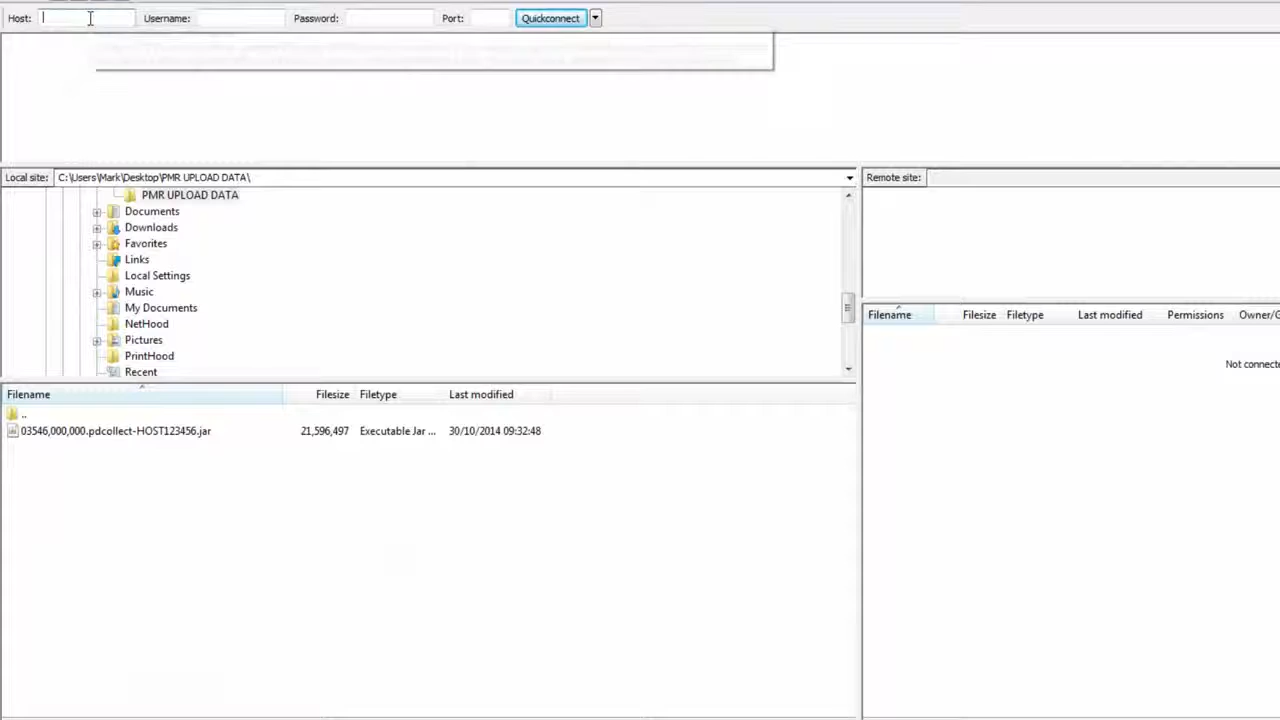 Host: Username: Password: Port: Quickconnect
Local site: C:\Users\Mark\Desktop\PMR UPLOAD DATA\
Remote site:
PMR UPLOAD DATA
Documents
Downloads
Favorites
Links
Local Settings
Music
My Documents
NetHood
Pictures
PrintHood
Recent
Filename Filesize Filetype Last modified Permissions Owner/G
Not connecte
Filename Filesize Filetype Last modified
..
03546,000,000.pdcollect-HOST123456.jar 21,596,497 Executable Jar ... 30/10/2014 09:32:48